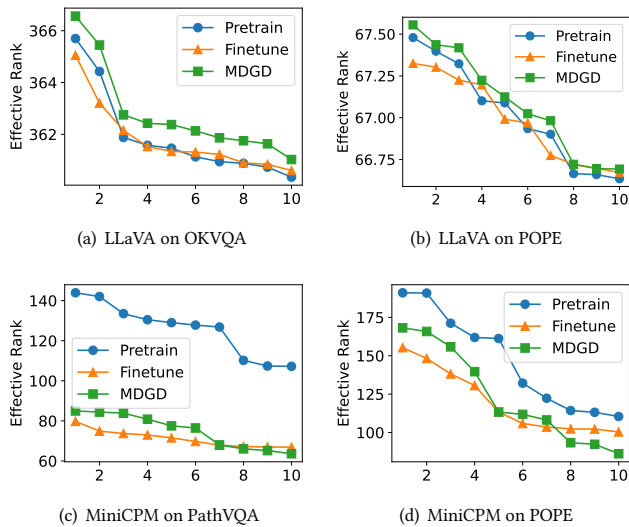 366
364
362
Effective Rank
Pretrain
Finetune
MDGD
2 4 6 8 10
(a) LLaVA on OKVQA
67.50
67.25
67.00
66.75
Effective Rank
Pretrain
Finetune
MDGD
2 4 6 8 10
(b) LLaVA on POPE
140
120
100
80
60
Effective Rank
Pretrain
Finetune
MDGD
2 4 6 8 10
(c) MiniCPM on PathVQA
175
150
125
100
Effective Rank
Pretrain
Finetune
MDGD
2 4 6 8 10
(d) MiniCPM on POPE